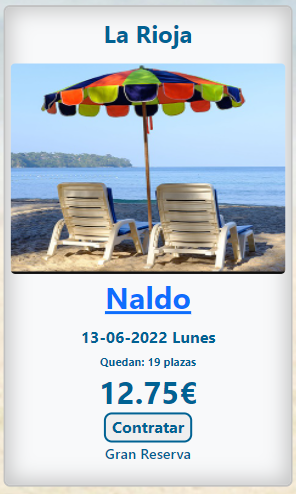 La Rioja
Naldo
13-06-2022 Lunes
Quedan: 19 plazas
12.75€
Contratar
Gran Reserva